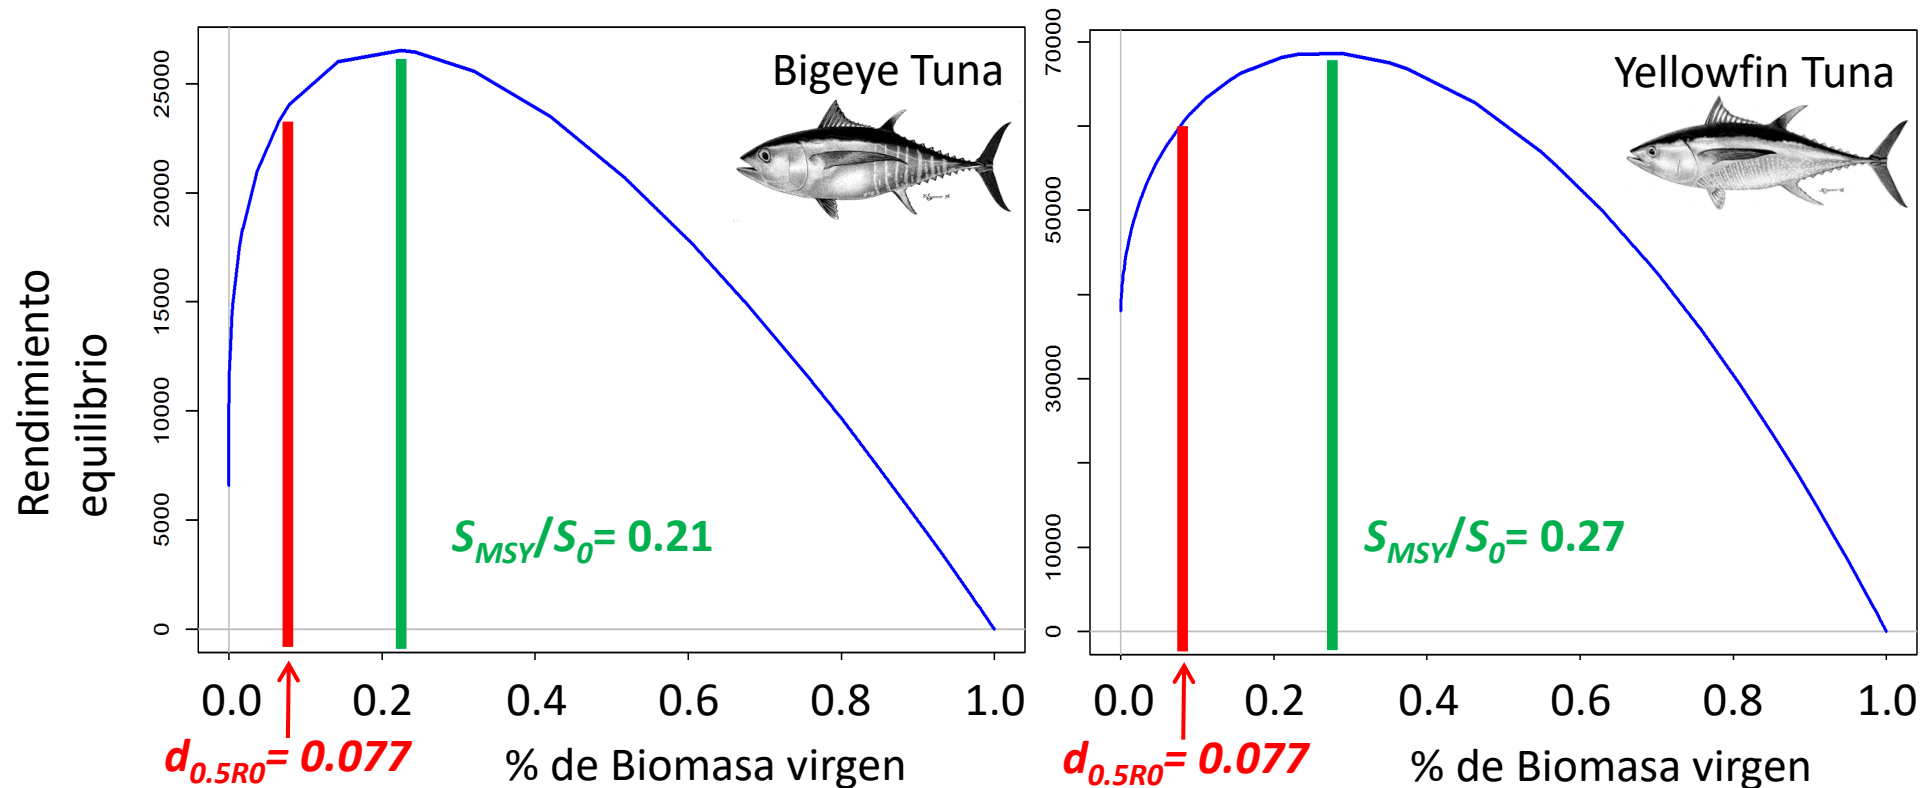 Rendimiento
equilibrio
Bigeye Tuna
25000
20000
15000
10000
5000
0
S_MSY/S_0= 0.21
0.0 0.2 0.4 0.6 0.8 1.0
d_0.5R0= 0.077
% de Biomasa virgen
Yellowfin Tuna
70000
50000
30000
10000
0
S_MSY/S_0= 0.27
0.0 0.2 0.4 0.6 0.8 1.0
d_0.5R0= 0.077
% de Biomasa virgen